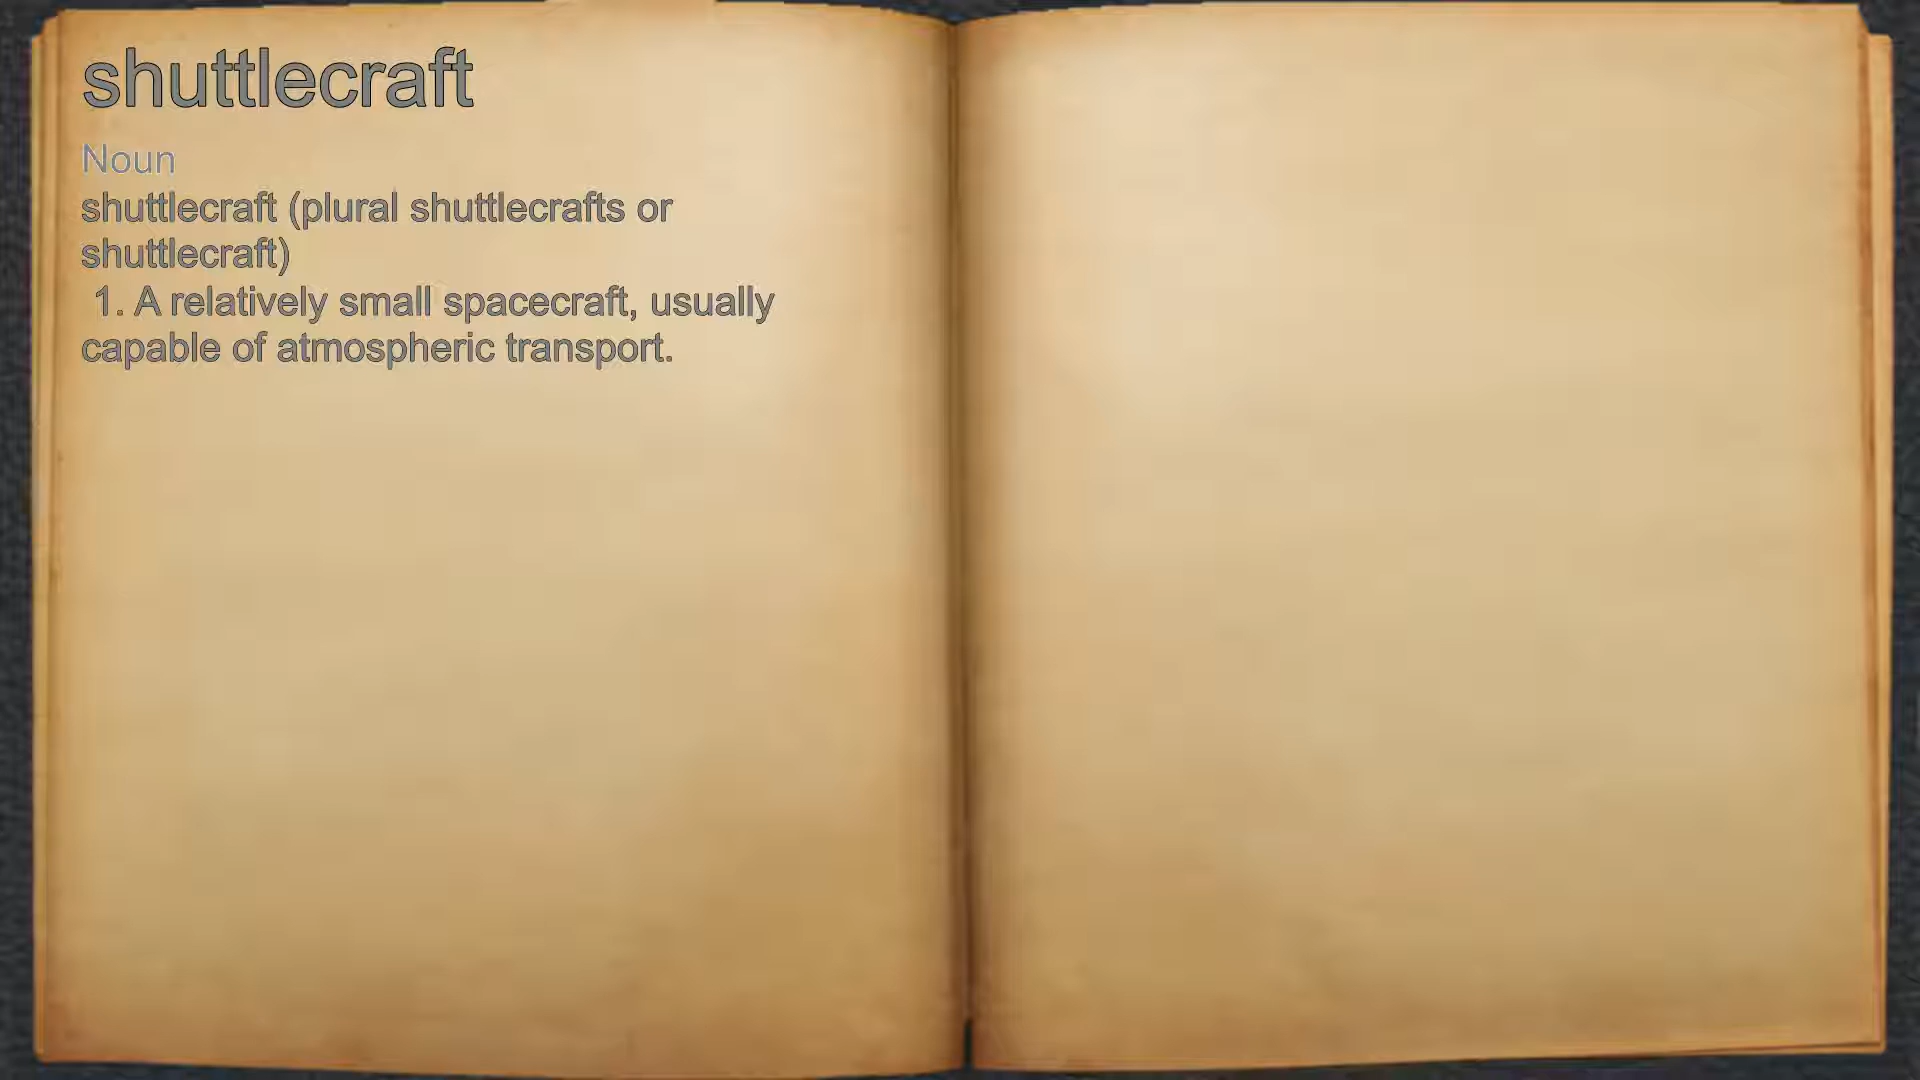 shuttlecraft
Noun
shuttlecraft (plural shuttlecrafts or
shuttlecraft)
1. A relatively small spacecraft, usually
capable of atmospheric transport.